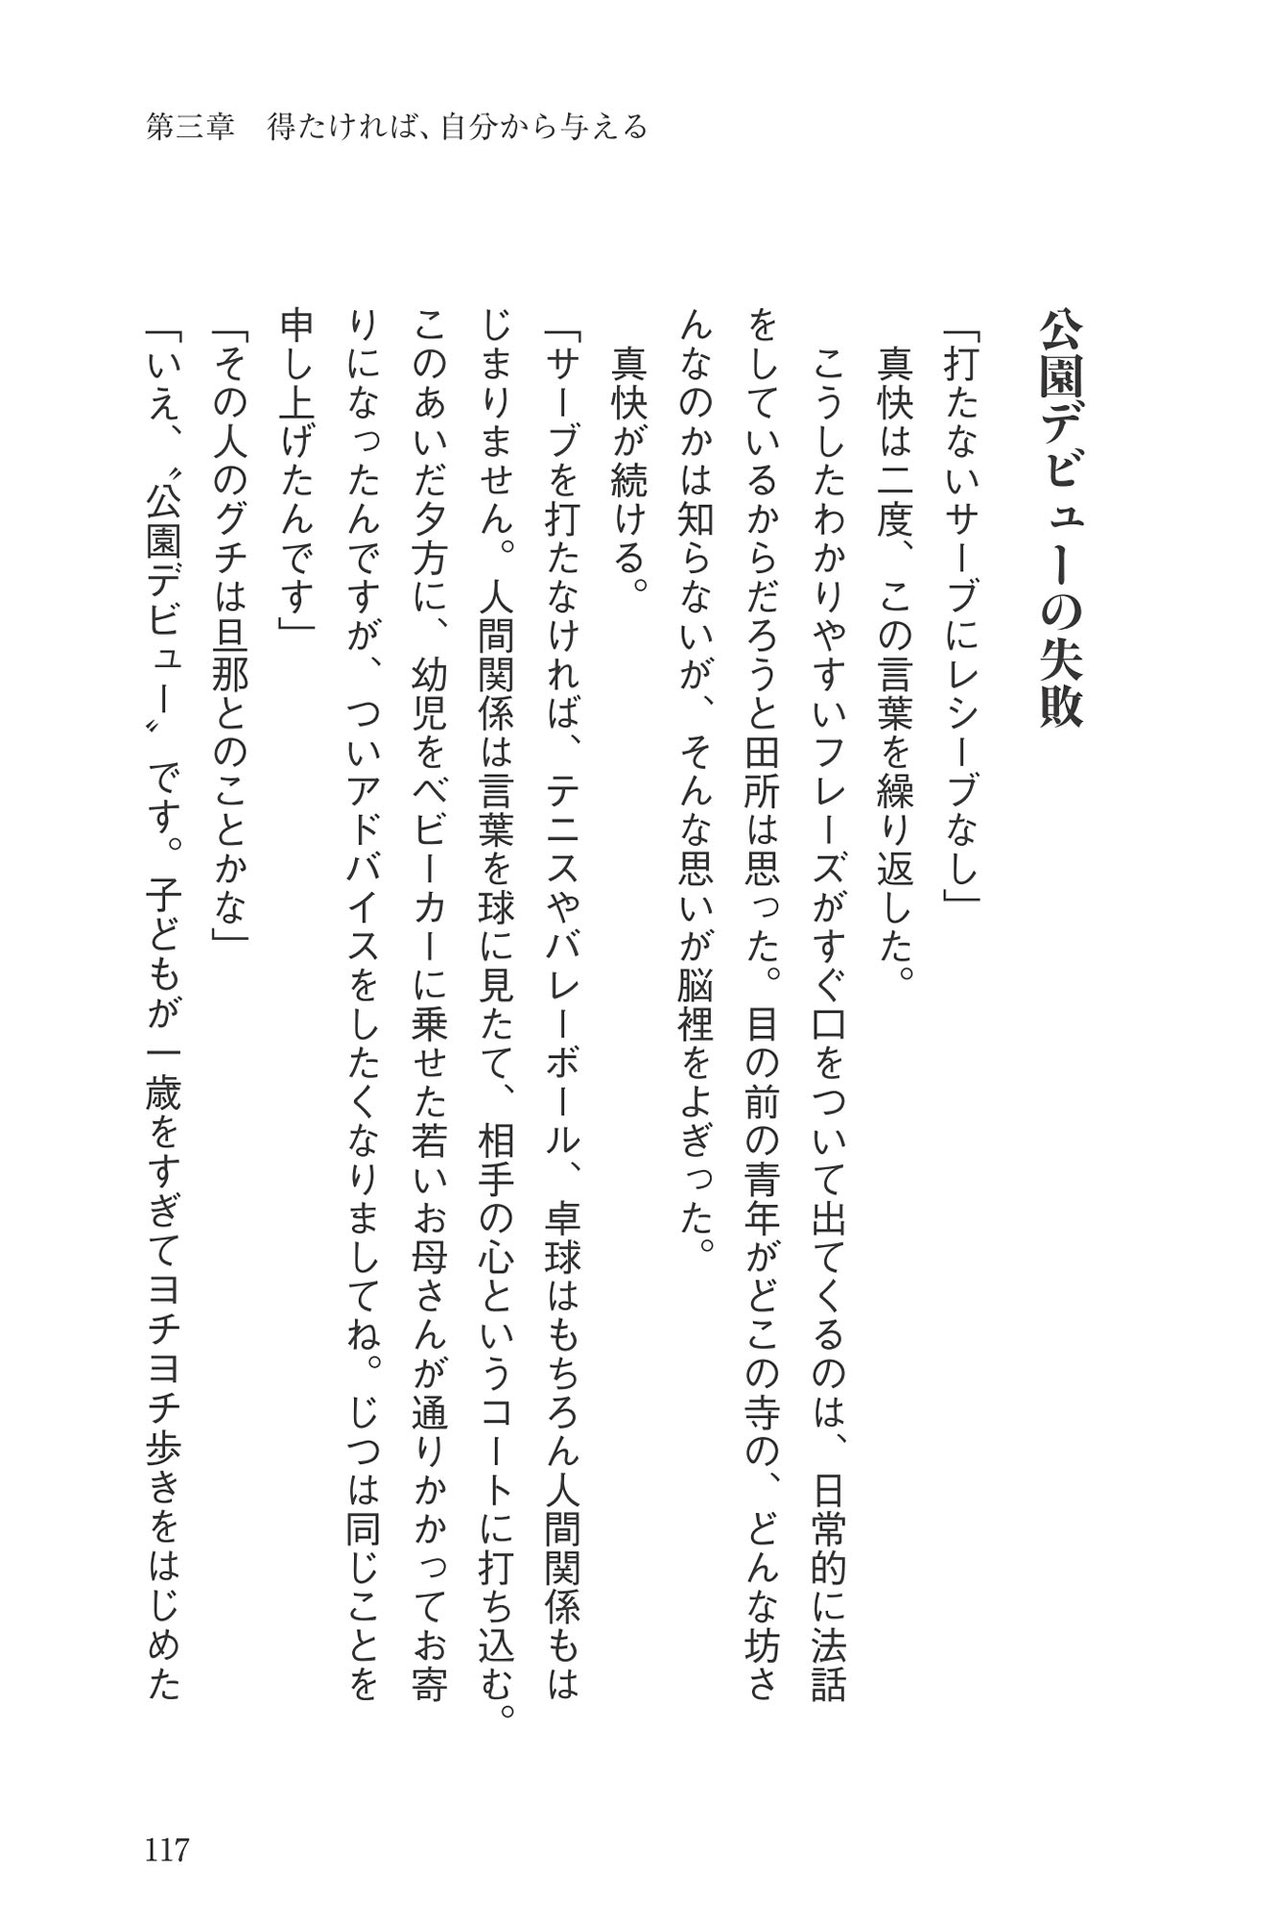 第三章　得たければ、自分から与える
公園デビューの失敗
「打たないサーブにレシーブなし」
　真快は二度、この言葉を繰り返した。
　こうしたわかりやすいフレーズがすぐ口をついて出てくるのは、日常的に法話
をしているからだろうと田所は思った。目の前の青年がどこの寺の、どんな坊さ
んなのかは知らないが、そんな思いが脳裡をよぎった。
　真快が続ける。
「サーブを打たなければ、テニスやバレーボール、卓球はもちろん人間関係もは
じまりません。人間関係は言葉を球に見たて、相手の心というコートに打ち込む。
このあいだ夕方に、幼児をベビーカーに乗せた若いお母さんが通りかかってお寄
りになったんですが、ついアドバイスをしたくなりましてね。じつは同じことを
申し上げたんです」
「その人のグチは旦那とのことかな」
「いえ、〝公園デビュー〟です。子どもが一歳をすぎてヨチヨチ歩きをはじめた
117